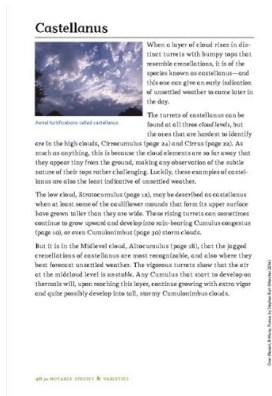 Castellanus
When a layer of cloud rises in dis-
tinct turrets with bumpy tops that
resemble crenellations, it is of the
species known as castellanus—and
this one can give an early indication
of unsettled weather to come later in
the day.
Aerial fortifications called castellanus
The turrets of castellanus can be
found at all three cloud levels, but
the ones that are hardest to identify
are in the high clouds, Cirrocumulus (page 24) and Cirrus (page 22). As
much as anything, this is because the cloud elements are so far away that
they appear tiny from the ground, making any observation of the subtle
nature of their tops rather challenging. Luckily, these examples of castel-
lanus are also the least indicative of unsettled weather.
The low cloud, Stratocumulus (page 12), may be described as castellanus
when at least some of the cauliflower mounds that form its upper surface
have grown taller than they are wide. These rising turrets can sometimes
continue to grow upward and develop into rain-bearing Cumulus congestus
(page 10), or even Cumulonimbus (page 30) storm clouds.
But it is in the Midlevel cloud, Altocumulus (page 18), that the jagged
crenellations of castellanus are most recognizable, and also where they
best forecast unsettled weather. The vigorous turrets show that the air
at the midcloud level is unstable. Any Cumulus that start to develop on
thermals will, upon reaching this layer, continue growing with extra vigor
and quite possibly develop into tall, stormy Cumulonimbus clouds.
NOTABLE SPECIES & VARIETIES